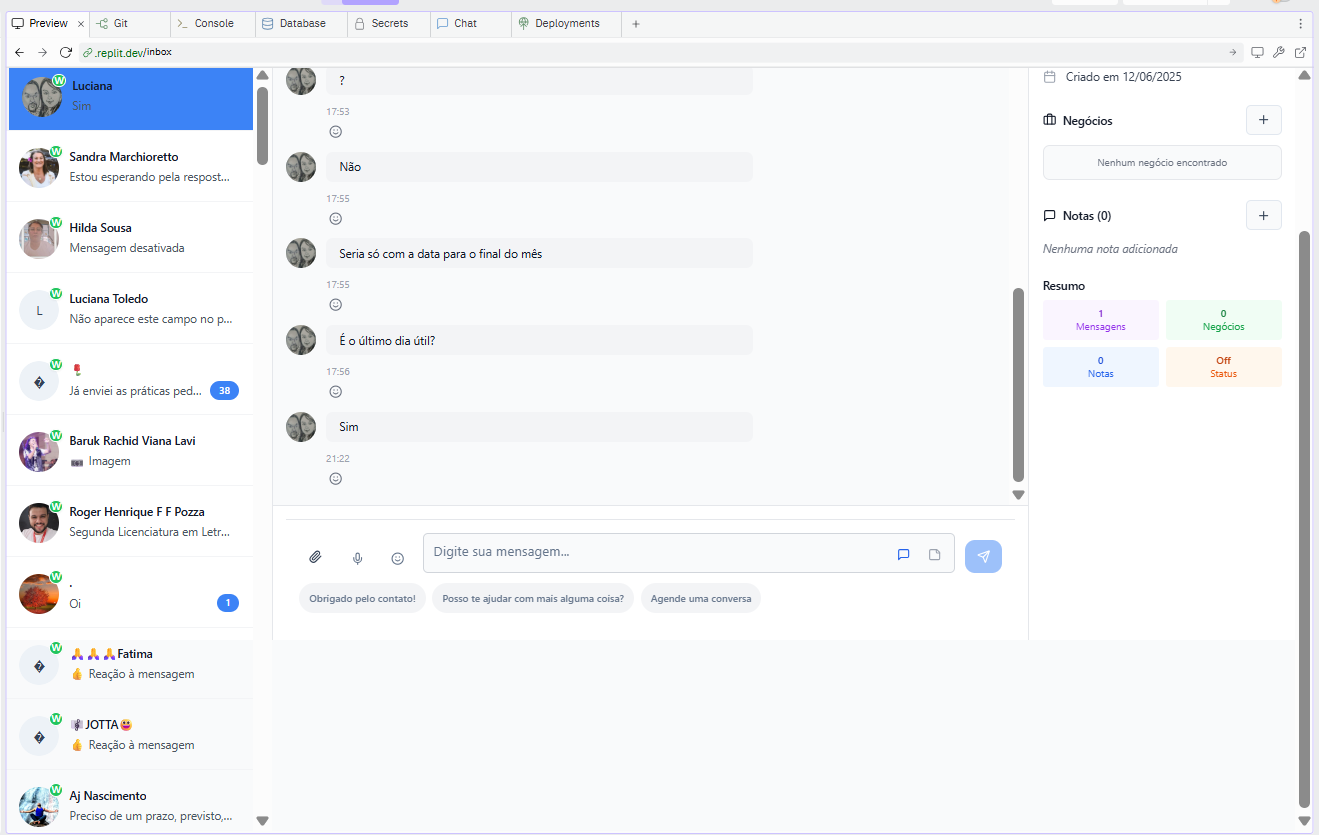 Preview
Git
Console
Database
Secrets
Chat
Deployments
.replit.dev/inbox
Luciana
Sim
Sandra Marchioretto
Estou esperando pela respost...
Hilda Sousa
Mensagem desativada
L
Luciana Toledo
Não aparece este campo no p...
🌹
Já enviei as práticas ped...
38
Baruk Rachid Viana Lavi
📷 Imagem
Roger Henrique F F Pozza
Segunda Licenciatura em Letr...
.
Oi
1
🙏🙏🙏Fatima
👍 Reação à mensagem
🎼JOTTA😃
👍 Reação à mensagem
Aj Nascimento
Preciso de um prazo, previsto,...
?
17:53
Não
17:55
Seria só com a data para o final do mês
17:55
É o último dia útil?
17:56
Sim
21:22
Digite sua mensagem...
Obrigado pelo contato!
Posso te ajudar com mais alguma coisa?
Agende uma conversa
Criado em 12/06/2025
Negócios
Nenhum negócio encontrado
Notas (0)
Nenhuma nota adicionada
Resumo
1
Mensagens
0
Negócios
0
Notas
Off
Status